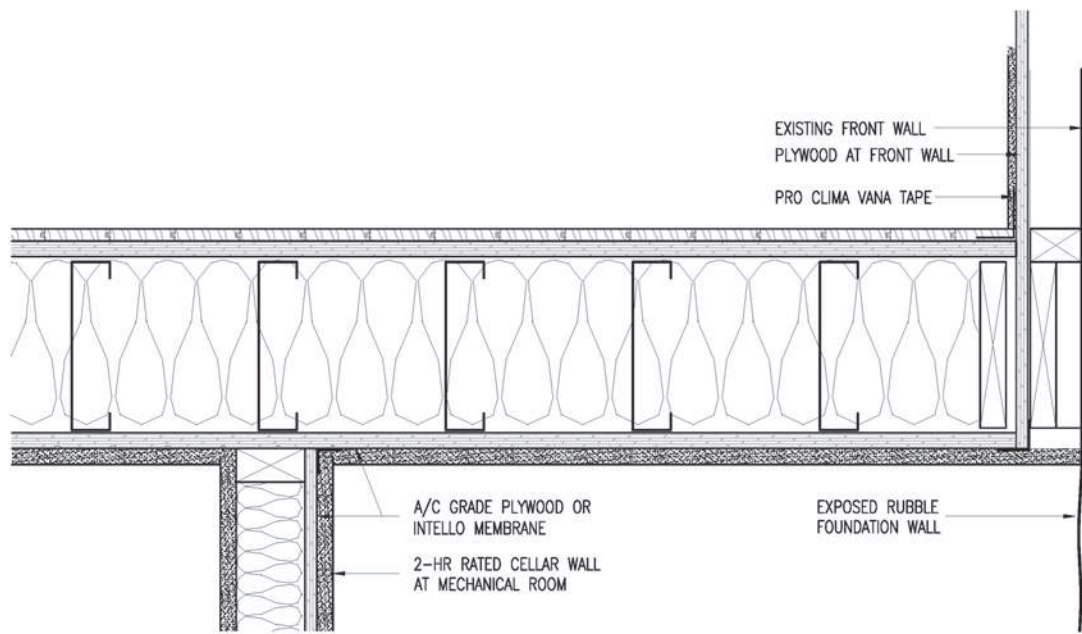 EXISTING FRONT WALL
PLYWOOD AT FRONT WALL
PRO CLIMA VANA TAPE
A/C GRADE PLYWOOD OR
INTELLO MEMBRANE
2-HR RATED CELLAR WALL
AT MECHANICAL ROOM
EXPOSED RUBBLE
FOUNDATION WALL